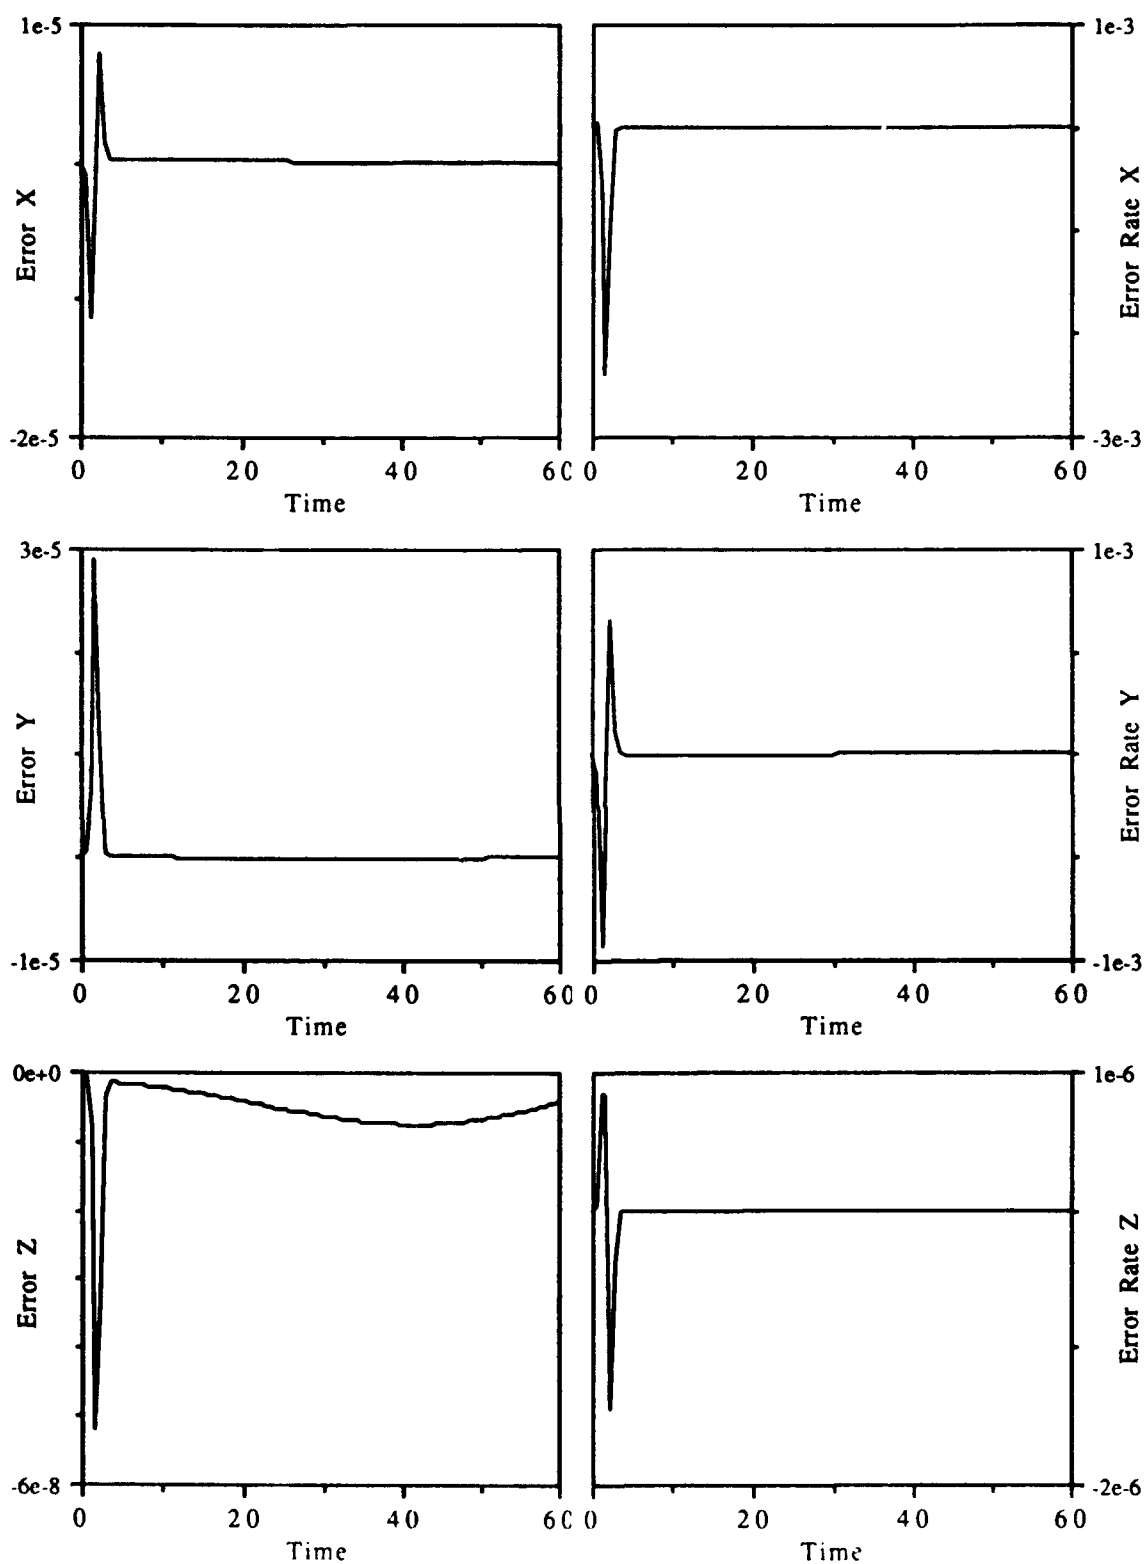 1e-5
Error X
-2e-5
0 20 40 60
Time
1e-3
Error Rate X
-3e-3
0 20 40 60
Time
3e-5
Error Y
-1e-5
0 20 40 60
Time
1e-3
Error Rate Y
-1e-3
0 20 40 60
Time
0e+0
Error Z
-6e-8
0 20 40 60
Time
1e-6
Error Rate Z
-2e-6
0 20 40 60
Time